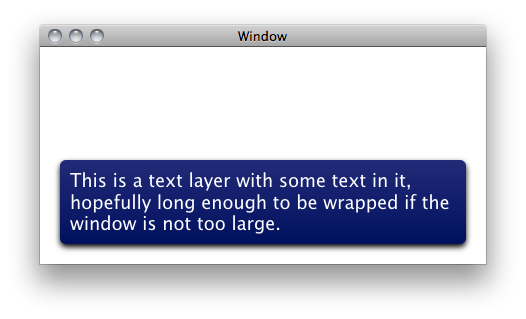 Window
This is a text layer with some text in it,
hopefully long enough to be wrapped if the
window is not too large.